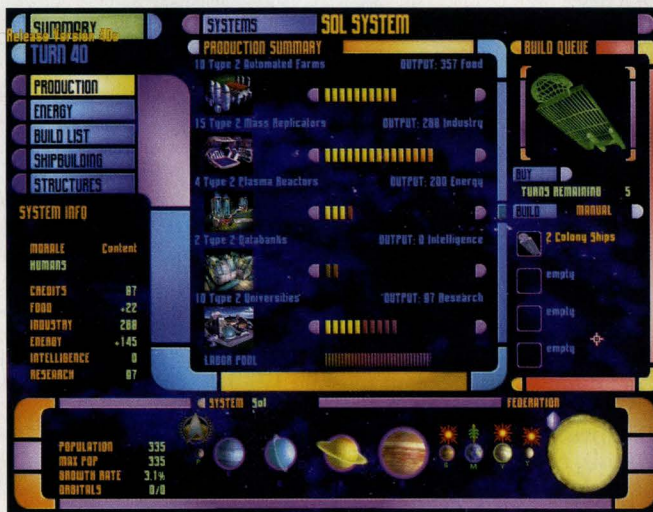 SUMMARY
Release Version 40a
TURN 40
PRODUCTION
ENERGY
BUILD LIST
SHIPBUILDING
STRUCTURES
SYSTEM INFO
MORALE Content
HUMANS
CREDITS 87
FOOD +22
INDUSTRY 288
ENERGY +145
INTELLIGENCE 0
RESEARCH 87
SYSTEMS SOL SYSTEM
PRODUCTION SUMMARY
10 Type 2 Automated Farms OUTPUT: 357 Food
15 Type 2 Mass Replicators OUTPUT: 288 Industry
4 Type 2 Plasma Reactors OUTPUT: 200 Energy
2 Type 2 Databanks OUTPUT: 0 Intelligence
10 Type 2 Universities OUTPUT: 87 Research
LABOR POOL
BUILD QUEUE
BUY
TURNS REMAINING 5
BUILD MANUAL
2 Colony Ships
empty
empty
empty
SYSTEM Sol FEDERATION
POPULATION 335
MAX POP 335
GROWTH RATE 3.1%
ORBITALS 0/0
P S M Y T